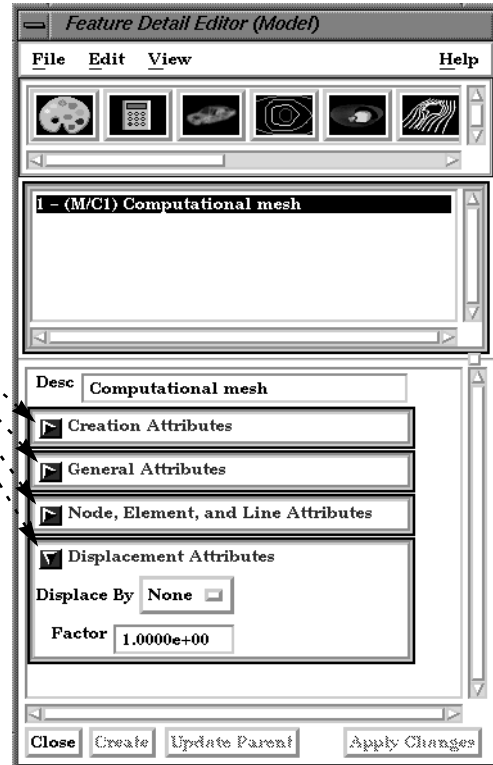 Feature Detail Editor (Model)
File Edit View Help
1 – (M/C1) Computational mesh
Desc Computational mesh
Creation Attributes
General Attributes
Node, Element, and Line Attributes
Displacement Attributes
Displace By None
Factor 1.0000e+00
Close Create Update Parent Apply Changes